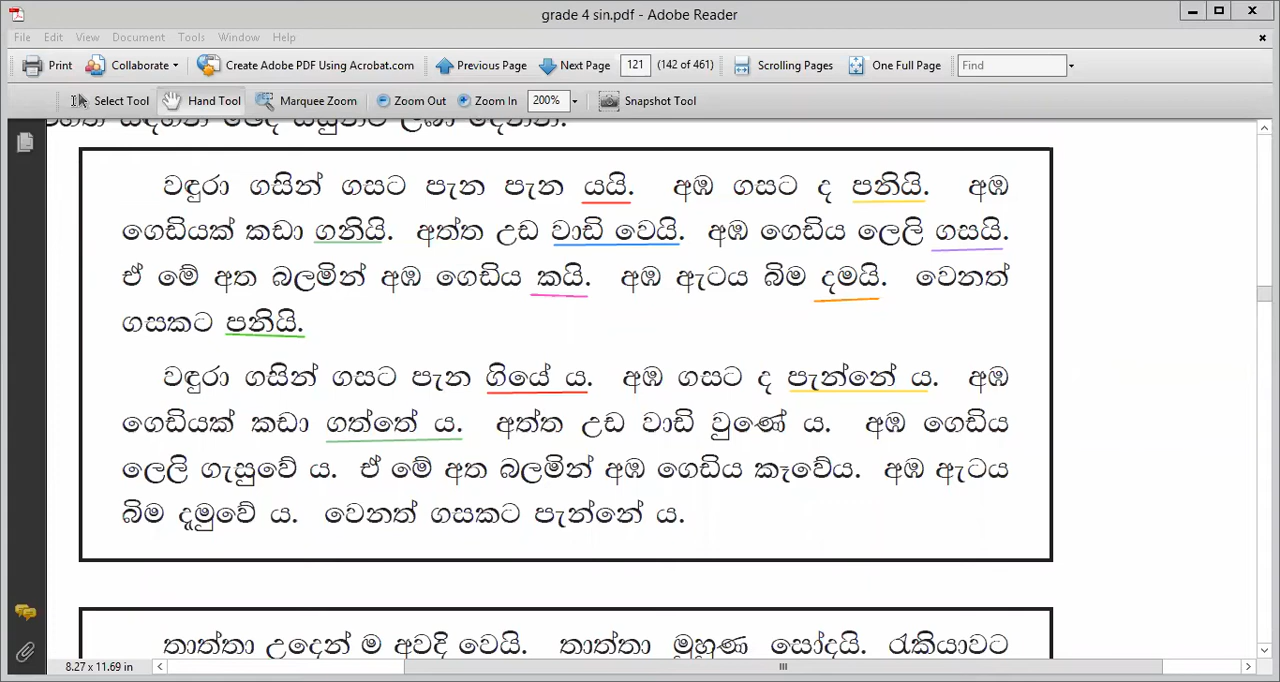 grade 4 sin.pdf - Adobe Reader
File Edit View Document Tools Window Help
Print Collaborate Create Adobe PDF Using Acrobat.com Previous Page Next Page 121 (142 of 461) Scrolling Pages One Full Page Find
Select Tool Hand Tool Marquee Zoom Zoom Out Zoom In 200% Snapshot Tool
වඳුරා ගසින් ගසට පැන පැන යයි. අඹ ගසට ද පනියි. අඹ
ගෙඩියක් කඩා ගනියි. අත්ත උඩ වාඩි වෙයි. අඹ ගෙඩිය ලෙලි ගසයි.
ඒ මේ අත බලමින් අඹ ගෙඩිය කයි. අඹ ඇටය බිම දමයි. වෙනත්
ගසකට පනියි.
වඳුරා ගසින් ගසට පැන ගියේ ය. අඹ ගසට ද පැන්නේ ය. අඹ
ගෙඩියක් කඩා ගත්තේ ය. අත්ත උඩ වාඩි වුණේ ය. අඹ ගෙඩිය
ලෙලි ගැසුවේ ය. ඒ මේ අත බලමින් අඹ ගෙඩිය කෑවේය. අඹ ඇටය
බිම දැමුවේ ය. වෙනත් ගසකට පැන්නේ ය.
තාත්තා උදෙන් ම අවදි වෙයි. තාත්තා මුහුණ සෝදයි. රැකියාවට
8.27 x 11.69 in